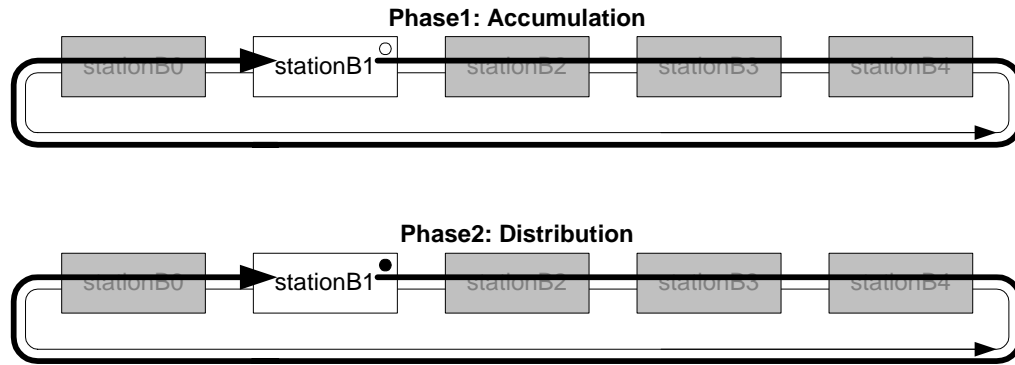 Phase1: Accumulation
stationB0 stationB1 stationB2 stationB3 stationB4
Phase2: Distribution
stationB0 stationB1 stationB2 stationB3 stationB4